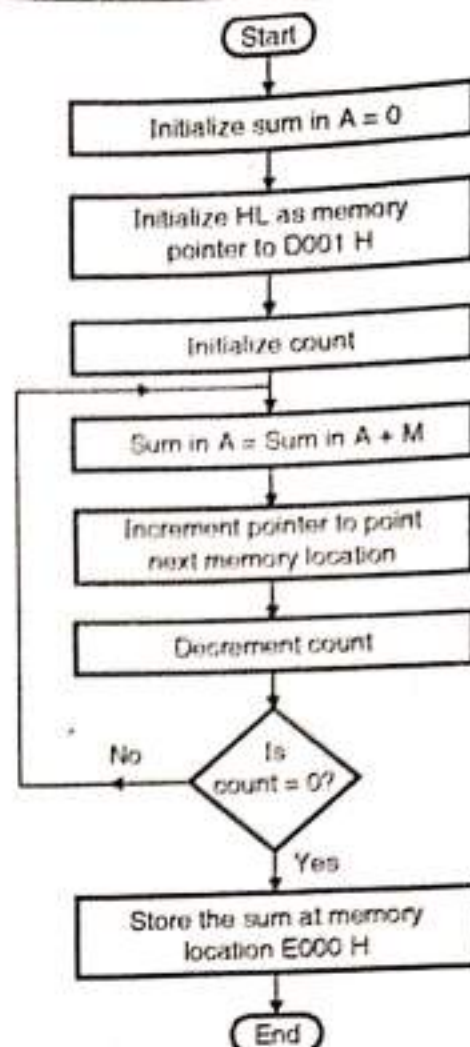 Start
Initialize sum in A = 0
Initialize HL as memory
pointer to D001 H
Initialize count
Sum in A = Sum in A + M
Increment pointer to point
next memory location
Decrement count
Is
count = 0?
No
Yes
Store the sum at memory
location E000 H
End